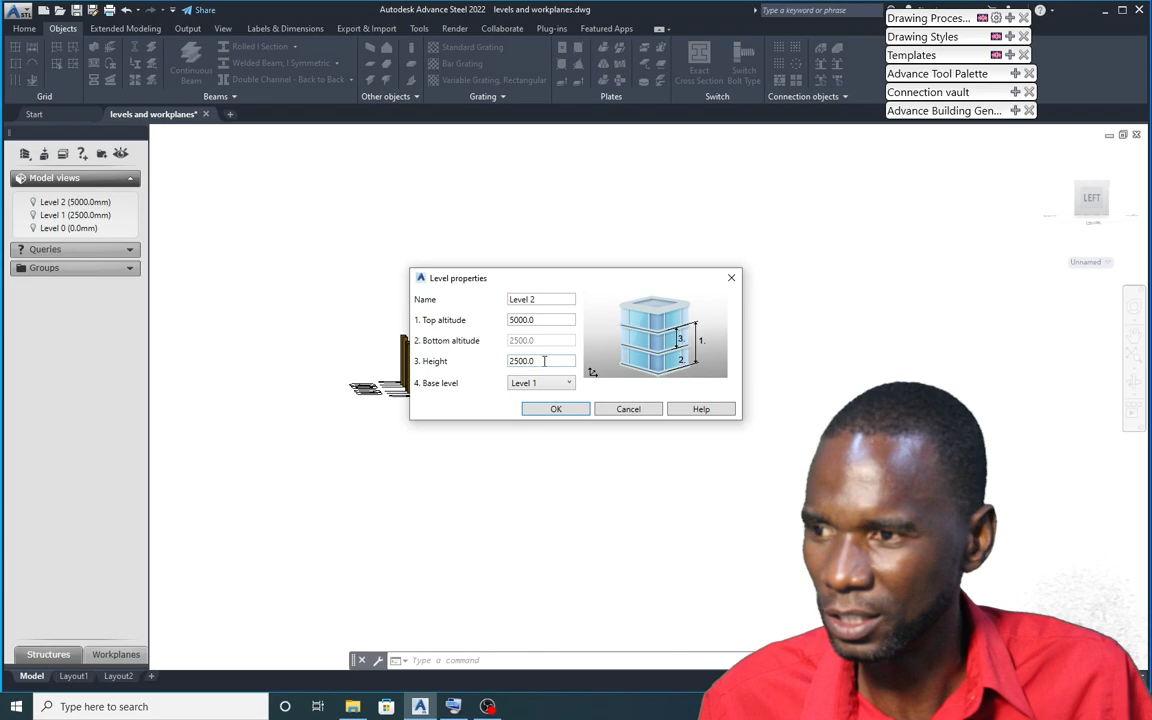 STL
Share
Autodesk Advance Steel 2022 levels and workplanes.dwg
Type a keyword or phrase
Home Objects Extended Modeling Output View Labels & Dimensions Export & Import Tools Render Collaborate Plug-ins Featured Apps
Continuous Beam
Rolled I Section
Welded Beam, I Symmetric
Double Channel - Back to Back
Standard Grating
Bar Grating
Variable Grating, Rectangular
Exact Cross Section
Switch Bolt Type
Grid Beams Other objects Grating Plates Switch Connection objects
Drawing Proces...
Drawing Styles
Templates
Advance Tool Palette
Connection vault
Advance Building Gen...
Start levels and workplanes*
Model views
Level 2 (5000.0mm)
Level 1 (2500.0mm)
Level 0 (0.0mm)
Queries
Groups
LEFT
Unnamed
Level properties
Name Level 2
1. Top altitude 5000.0
2. Bottom altitude 2500.0
3. Height 2500.0
4. Base level Level 1
3.
1.
2.
OK Cancel Help
Structures Workplanes
Type a command
Model Layout1 Layout2
Type here to search